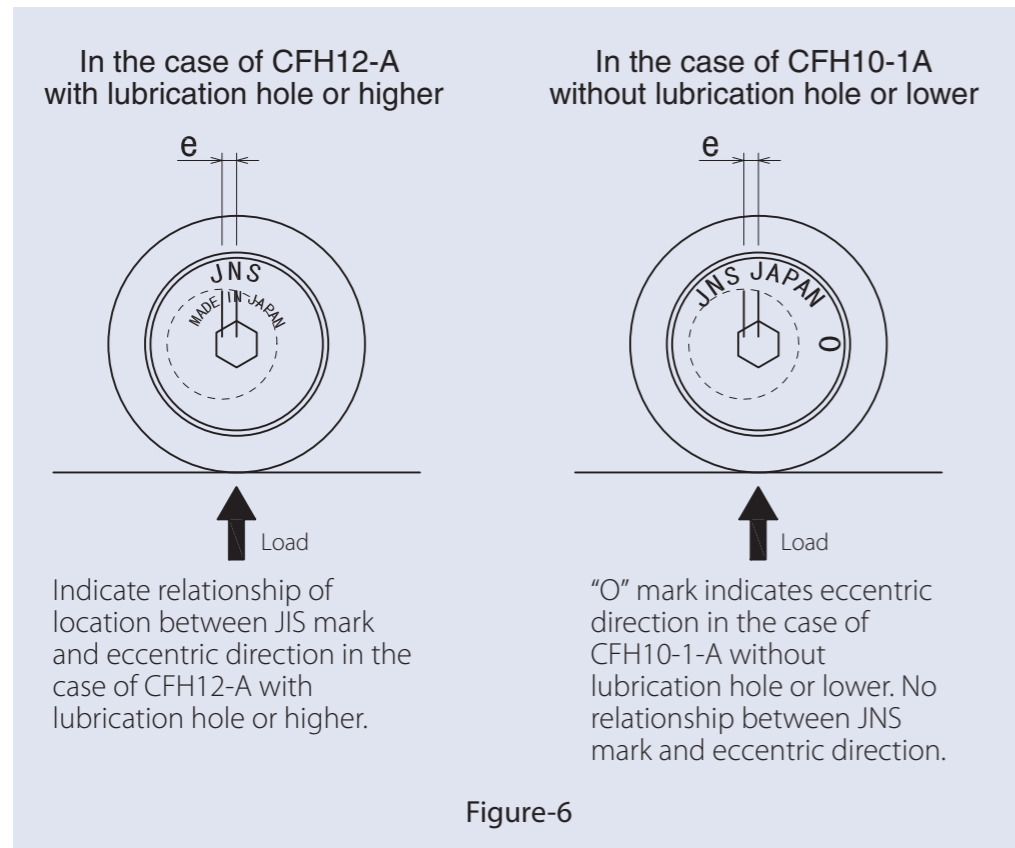 In the case of CFH12-A
with lubrication hole or higher
e
JNS
MADE IN JAPAN
Load
Indicate relationship of
location between JIS mark
and eccentric direction in the
case of CFH12-A with
lubrication hole or higher.
In the case of CFH10-1A
without lubrication hole or lower
e
JNS JAPAN
O
Load
“O” mark indicates eccentric
direction in the case of
CFH10-1-A without
lubrication hole or lower. No
relationship between JNS
mark and eccentric direction.
Figure-6